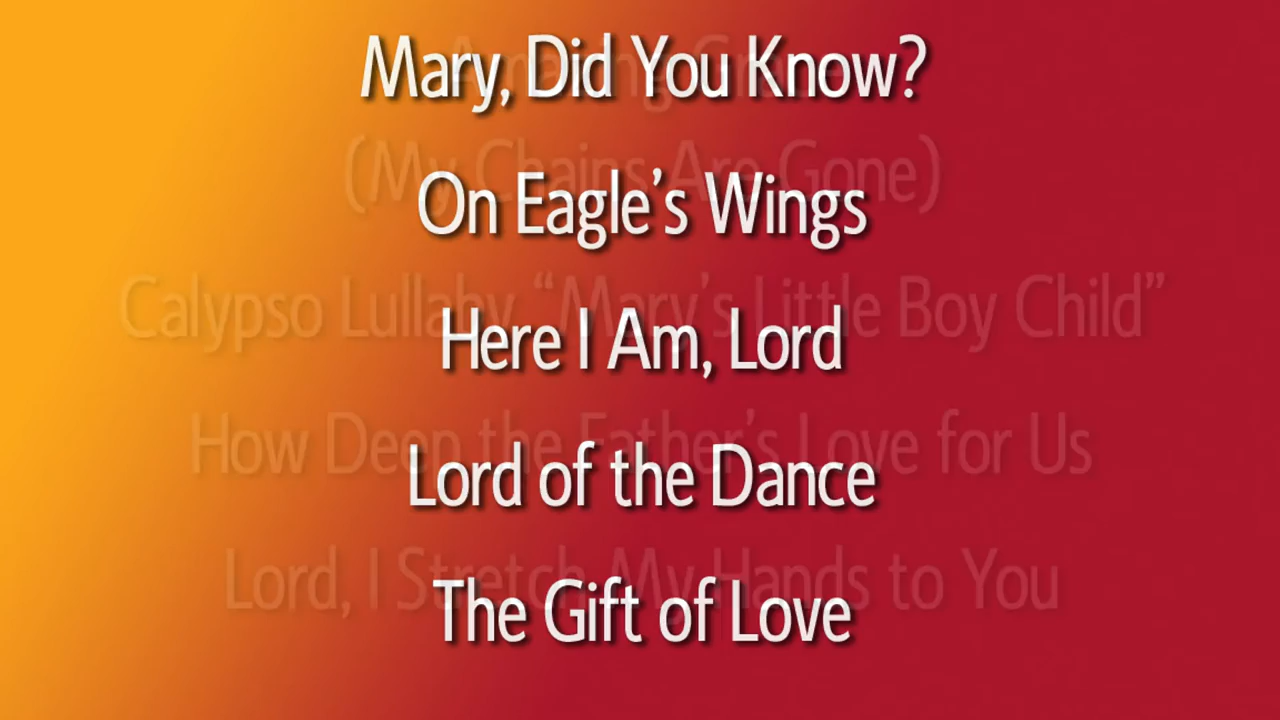 Mary, Did You Know?
On Eagle’s Wings
Here I Am, Lord
Lord of the Dance
The Gift of Love
Amazing Grace
(My Chains Are Gone)
Calypso Lullaby “Mary’s Little Boy Child”
How Deep the Father’s Love for Us
Lord, I Stretch My Hands to You